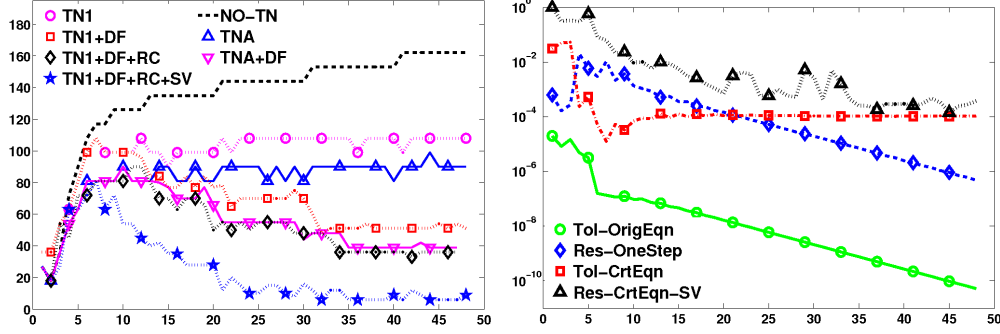 TN1
TN1+DF
TN1+DF+RC
TN1+DF+RC+SV
NO−TN
TNA
TNA+DF
180
160
140
120
100
80
60
40
20
0
0 5 10 15 20 25 30 35 40 45 50
10^0
10^-2
10^-4
10^-6
10^-8
10^-10
Tol−OrigEqn
Res−OneStep
Tol−CrtEqn
Res−CrtEqn−SV
0 5 10 15 20 25 30 35 40 45 50